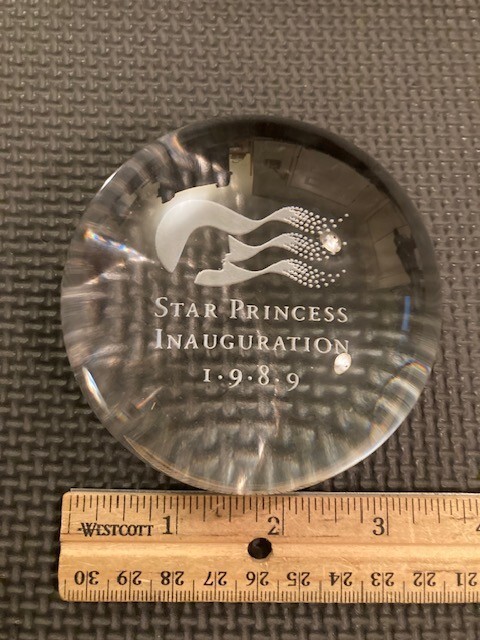 STAR PRINCESS
INAUGURATION
1·9·8·9
WESTCOTT 1 2 3 4
30 29 28 27 26 25 24 23 22 21